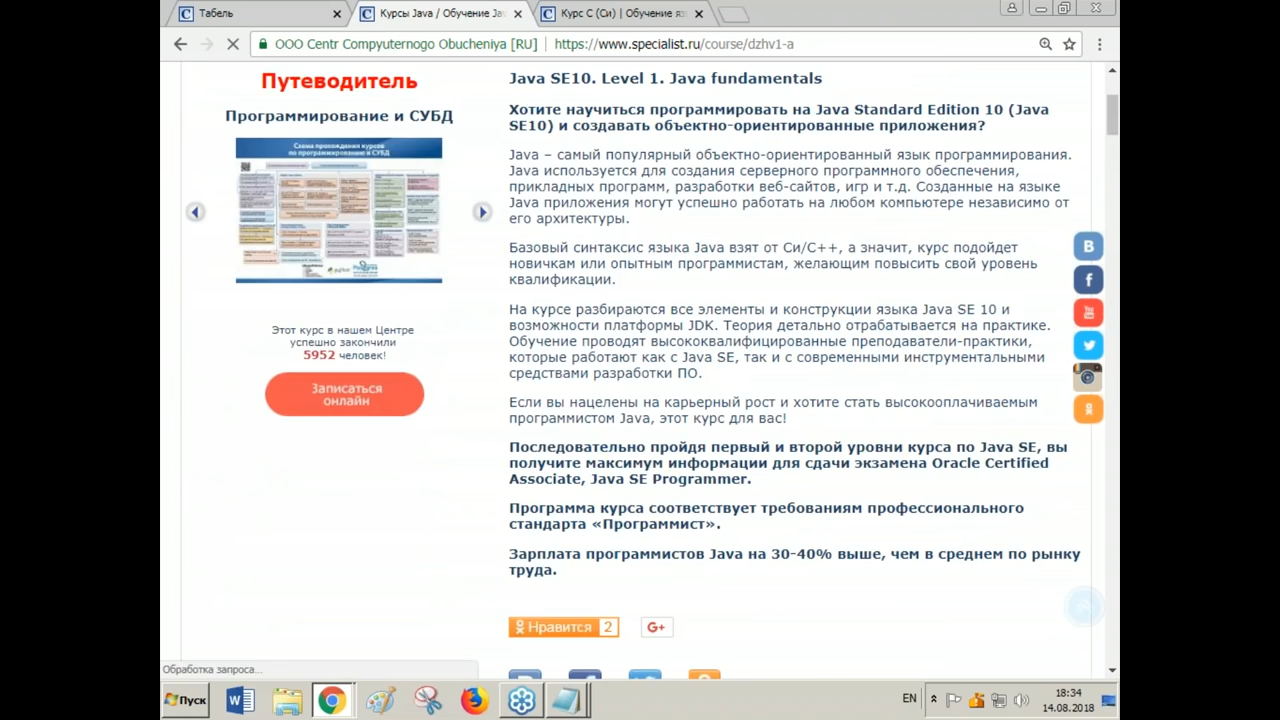 Табель
Курсы Java / Обучение Ja
Курс С (Си) | Обучение яз
ООО Centr Compyuternogo Obucheniya [RU]
https://www.specialist.ru/course/dzhv1-a
Путеводитель
Программирование и СУБД
Схема прохождения курсов
по программированию и СУБД
Этот курс в нашем Центре
успешно закончили
5952 человек!
Записаться
онлайн
Java SE10. Level 1. Java fundamentals
Хотите научиться программировать на Java Standard Edition 10 (Java
SE10) и создавать объектно-ориентированные приложения?
Java – самый популярный объектно-ориентированный язык программирования.
Java используется для создания серверного программного обеспечения,
прикладных программ, разработки веб-сайтов, игр и т.д. Созданные на языке
Java приложения могут успешно работать на любом компьютере независимо от
его архитектуры.
Базовый синтаксис языка Java взят от Си/С++, а значит, курс подойдет
новичкам или опытным программистам, желающим повысить свой уровень
квалификации.
На курсе разбираются все элементы и конструкции языка Java SE 10 и
возможности платформы JDK. Теория детально отрабатывается на практике.
Обучение проводят высококвалифицированные преподаватели-практики,
которые работают как с Java SE, так и с современными инструментальными
средствами разработки ПО.
Если вы нацелены на карьерный рост и хотите стать высокооплачиваемым
программистом Java, этот курс для вас!
Последовательно пройдя первый и второй уровни курса по Java SE, вы
получите максимум информации для сдачи экзамена Oracle Certified
Associate, Java SE Programmer.
Программа курса соответствует требованиям профессионального
стандарта «Программист».
Зарплата программистов Java на 30-40% выше, чем в среднем по рынку
труда.
Нравится 2
G+
Обработка запроса...
Пуск
EN
18:34
14.08.2018